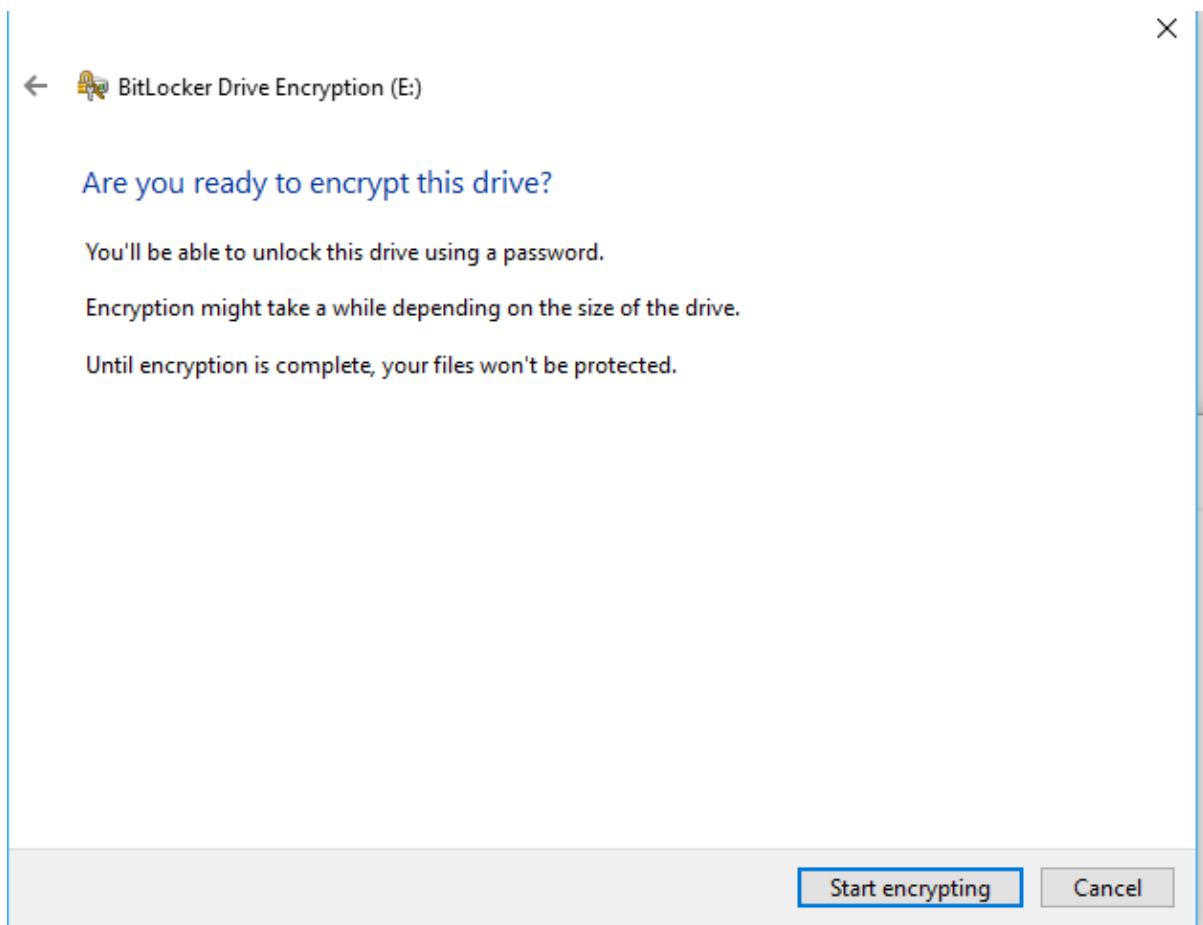 BitLocker Drive Encryption (E:)
Are you ready to encrypt this drive?
You'll be able to unlock this drive using a password.
Encryption might take a while depending on the size of the drive.
Until encryption is complete, your files won't be protected.
Start encrypting
Cancel